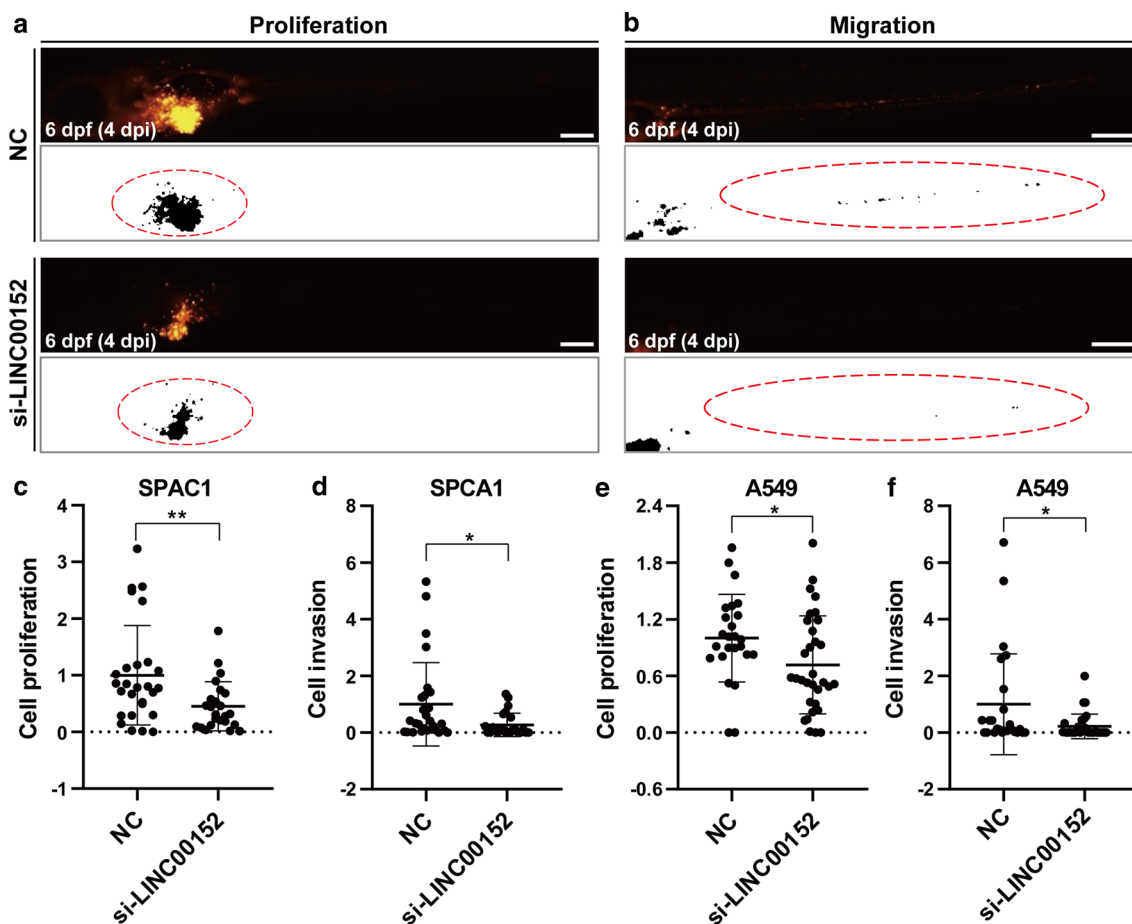 a Proliferation
b Migration
NC
6 dpf (4 dpi)
6 dpf (4 dpi)
si-LINC00152
6 dpf (4 dpi)
6 dpf (4 dpi)
c SPAC1
Cell proliferation
4
3
2
1
0
-1
**
NC
si-LINC00152
d SPCA1
Cell invasion
8
6
4
2
0
-2
*
NC
si-LINC00152
e A549
Cell proliferation
2.4
1.8
1.2
0.6
0.0
-0.6
*
NC
si-LINC00152
f A549
Cell invasion
8
6
4
2
0
-2
*
NC
si-LINC00152